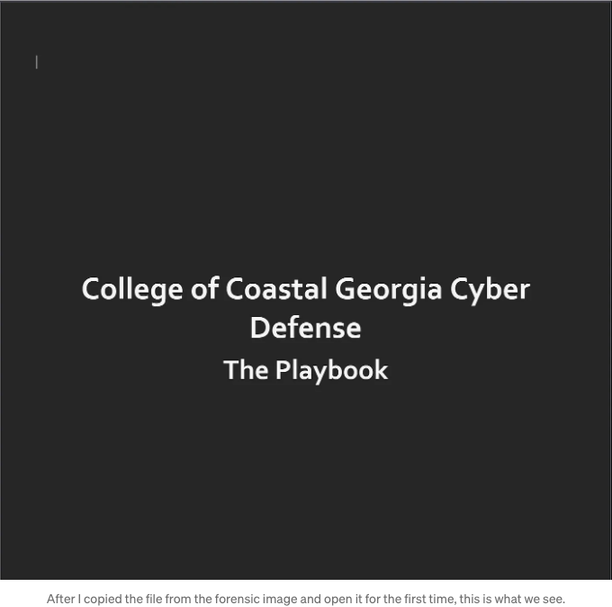 College of Coastal Georgia Cyber
Defense
The Playbook
After I copied the file from the forensic image and open it for the first time, this is what we see.